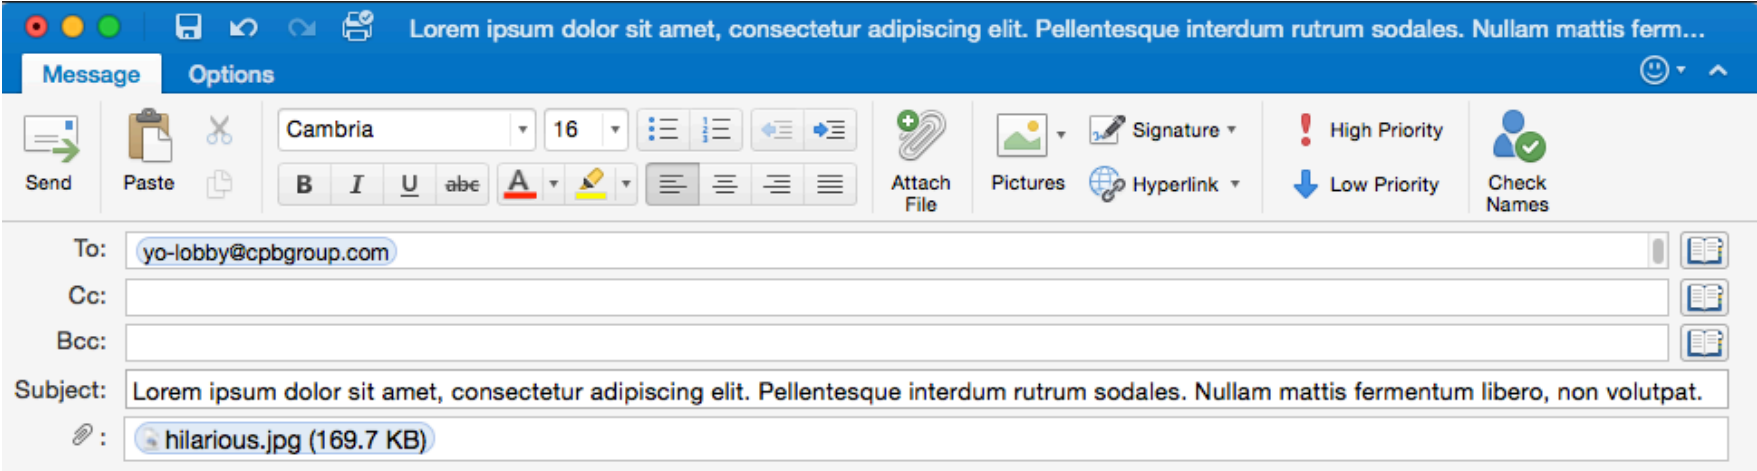 Lorem ipsum dolor sit amet, consectetur adipiscing elit. Pellentesque interdum rutrum sodales. Nullam mattis ferm...
Message Options
Send Paste Cambria 16 Attach File Pictures Signature Hyperlink High Priority Low Priority Check Names
B I U abc A
To: yo-lobby@cpbgroup.com
Cc:
Bcc:
Subject: Lorem ipsum dolor sit amet, consectetur adipiscing elit. Pellentesque interdum rutrum sodales. Nullam mattis fermentum libero, non volutpat.
: hilarious.jpg (169.7 KB)